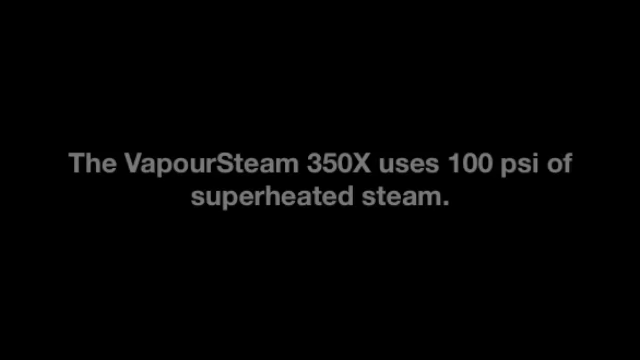 The VapourSteam 350X uses 100 psi of
superheated steam.